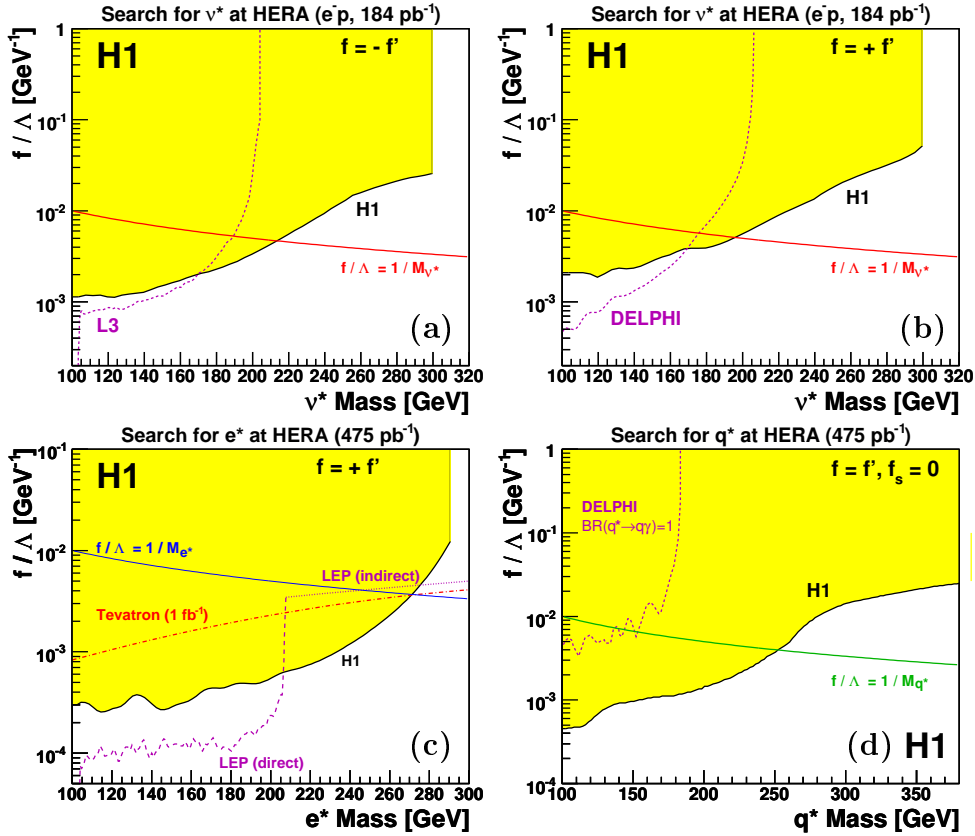 Search for ν* at HERA (e⁻p, 184 pb⁻¹)
H1
f = - f'
f / Λ [GeV⁻¹]
1
10⁻¹
10⁻²
10⁻³
H1
f / Λ = 1 / M_ν*
L3
(a)
100 120 140 160 180 200 220 240 260 280 300 320
ν* Mass [GeV]
Search for ν* at HERA (e⁻p, 184 pb⁻¹)
H1
f = + f'
f / Λ [GeV⁻¹]
1
10⁻¹
10⁻²
10⁻³
H1
f / Λ = 1 / M_ν*
DELPHI
(b)
100 120 140 160 180 200 220 240 260 280 300 320
ν* Mass [GeV]
Search for e* at HERA (475 pb⁻¹)
H1
f = + f'
f / Λ [GeV⁻¹]
10⁻¹
10⁻²
10⁻³
10⁻⁴
f / Λ = 1 / M_e*
LEP (indirect)
Tevatron (1 fb⁻¹)
H1
LEP (direct)
(c)
100 120 140 160 180 200 220 240 260 280 300
e* Mass [GeV]
Search for q* at HERA (475 pb⁻¹)
f = f', f_s = 0
f / Λ [GeV⁻¹]
1
10⁻¹
10⁻²
10⁻³
10⁻⁴
DELPHI
BR(q*→qγ)=1
H1
f / Λ = 1 / M_q*
(d) H1
100 150 200 250 300 350
q* Mass [GeV]